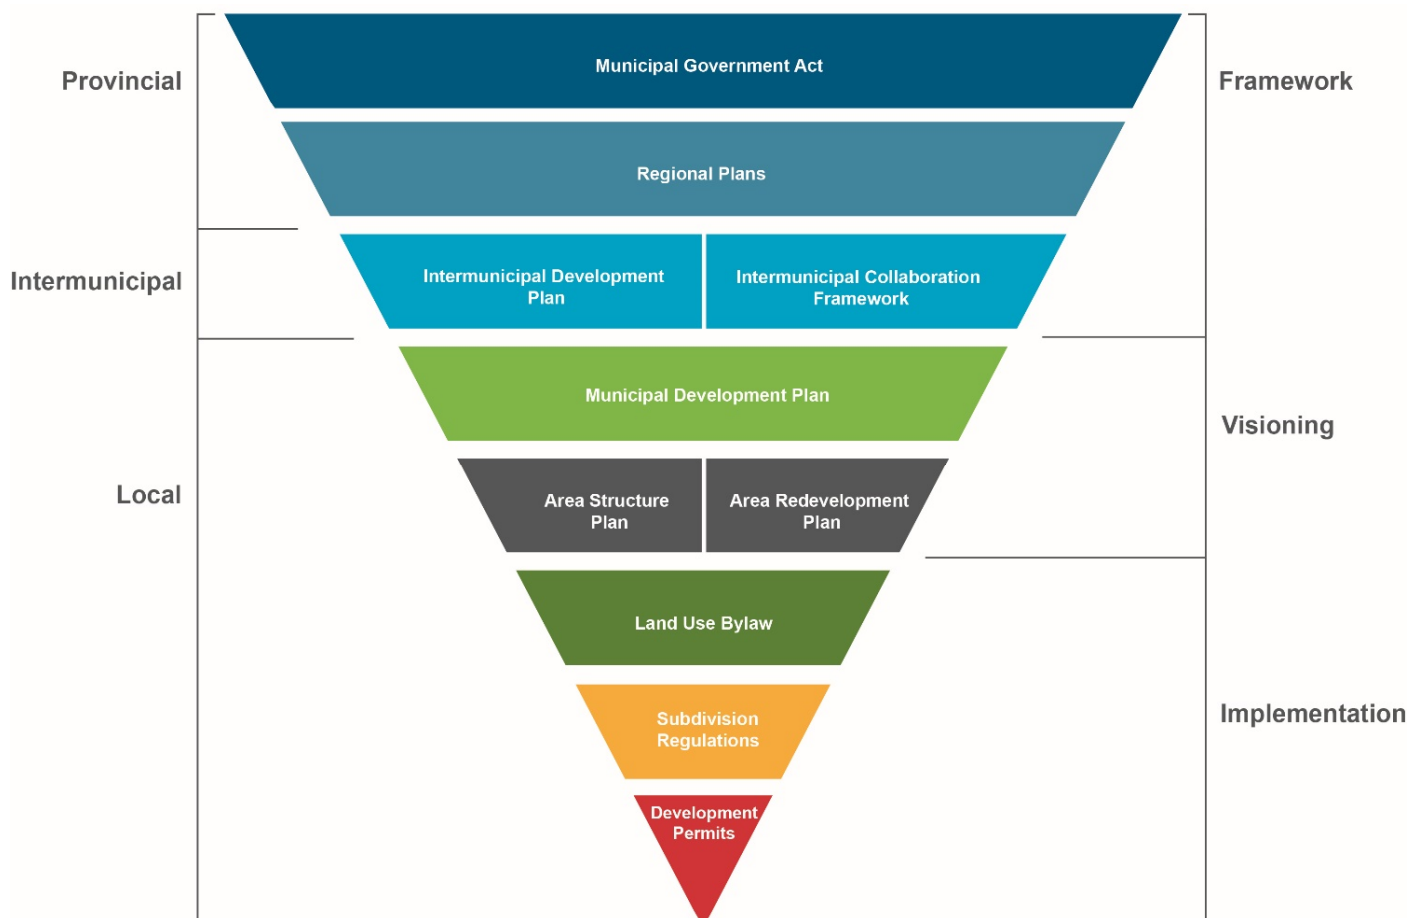 Municipal Government Act
Provincial
Framework
Regional Plans
Intermunicipal Development
Plan
Intermunicipal Collaboration
Framework
Intermunicipal
Municipal Development Plan
Visioning
Local
Area Structure
Plan
Area Redevelopment
Plan
Land Use Bylaw
Subdivision
Regulations
Implementation
Development
Permits